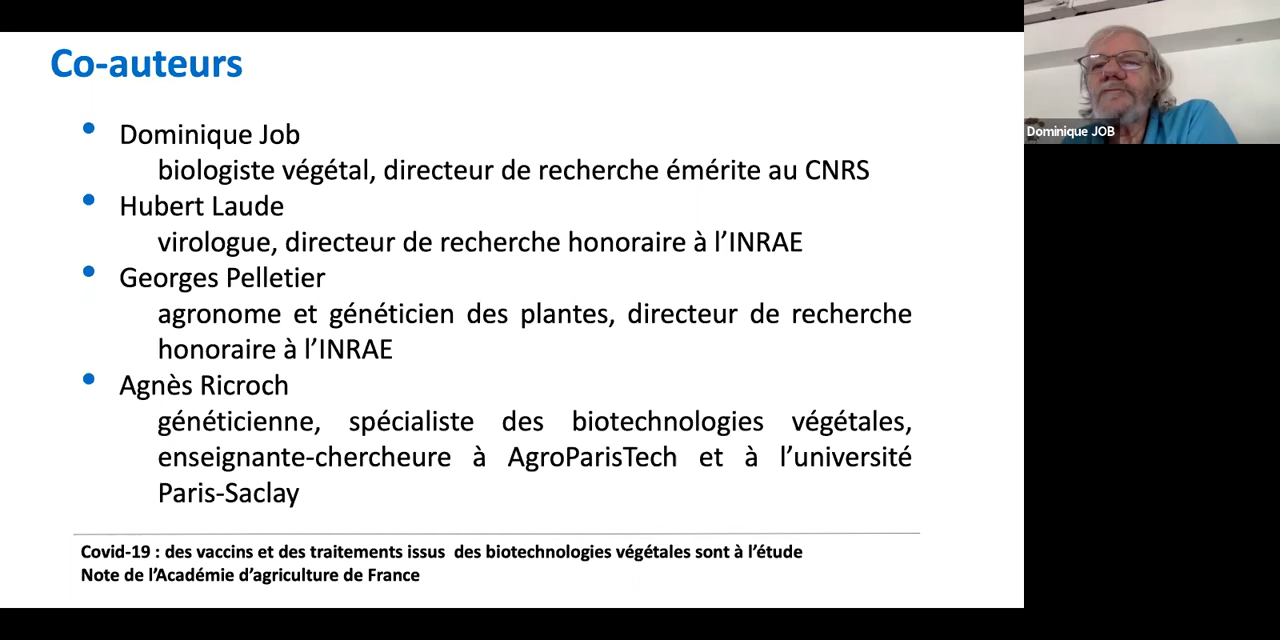 Co-auteurs
• Dominique Job
biologiste végétal, directeur de recherche émérite au CNRS
• Hubert Laude
virologue, directeur de recherche honoraire à l’INRAE
• Georges Pelletier
agronome et généticien des plantes, directeur de recherche
honoraire à l’INRAE
• Agnès Ricroch
généticienne, spécialiste des biotechnologies végétales,
enseignante-chercheure à AgroParisTech et à l’université
Paris-Saclay
Covid-19 : des vaccins et des traitements issus des biotechnologies végétales sont à l’étude
Note de l’Académie d’agriculture de France
Dominique JOB